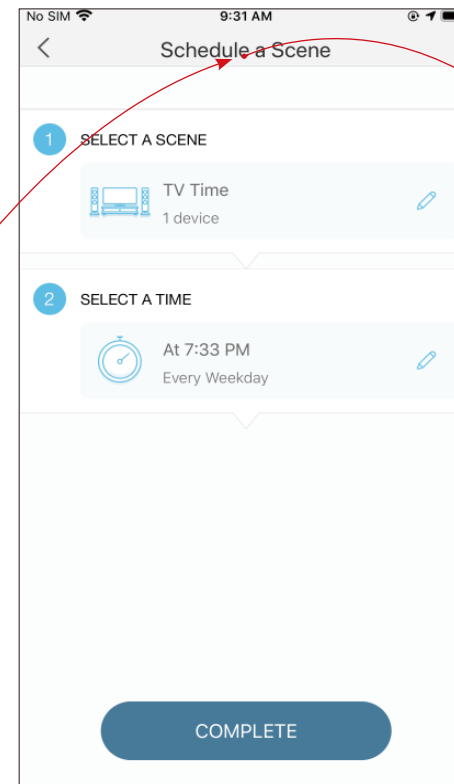 No SIM 9:31 AM
Schedule a Scene
1 SELECT A SCENE
TV Time
1 device
2 SELECT A TIME
At 7:33 PM
Every Weekday
COMPLETE